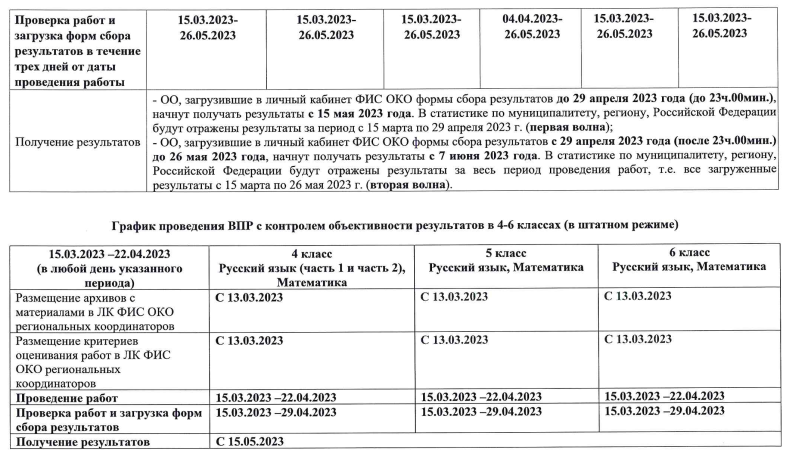 Проверка работ и
загрузка форм сбора
результатов в течение
трех дней от даты
проведения работы
15.03.2023-
26.05.2023
15.03.2023-
26.05.2023
15.03.2023-
26.05.2023
04.04.2023-
26.05.2023
15.03.2023-
26.05.2023
15.03.2023-
26.05.2023
Получение результатов
- ОО, загрузившие в личный кабинет ФИС ОКО формы сбора результатов до 29 апреля 2023 года (до 23ч.00мин.),
начнут получать результаты с 15 мая 2023 года. В статистике по муниципалитету, региону, Российской Федерации
будут отражены результаты за период с 15 марта по 29 апреля 2023 г. (первая волна);
- ОО, загрузившие в личный кабинет ФИС ОКО формы сбора результатов с 29 апреля 2023 года (после 23ч.00мин.)
до 26 мая 2023 года, начнут получать результаты с 7 июня 2023 года. В статистике по муниципалитету, региону,
Российской Федерации будут отражены результаты за весь период проведения работ, т.е. все загруженные
результаты с 15 марта по 26 мая 2023 г. (вторая волна).
График проведения ВПР с контролем объективности результатов в 4-6 классах (в штатном режиме)
15.03.2023 –22.04.2023
(в любой день указанного
периода)
4 класс
Русский язык (часть 1 и часть 2),
Математика
5 класс
Русский язык, Математика
6 класс
Русский язык, Математика
Размещение архивов с
материалами в ЛК ФИС ОКО
региональных координаторов
С 13.03.2023
С 13.03.2023
С 13.03.2023
Размещение критериев
оценивания работ в ЛК ФИС
ОКО региональных
координаторов
С 13.03.2023
С 13.03.2023
С 13.03.2023
Проведение работ
15.03.2023 –22.04.2023
15.03.2023 –22.04.2023
15.03.2023 –22.04.2023
Проверка работ и загрузка форм
сбора результатов
15.03.2023 –29.04.2023
15.03.2023 –29.04.2023
15.03.2023 –29.04.2023
Получение результатов
С 15.05.2023